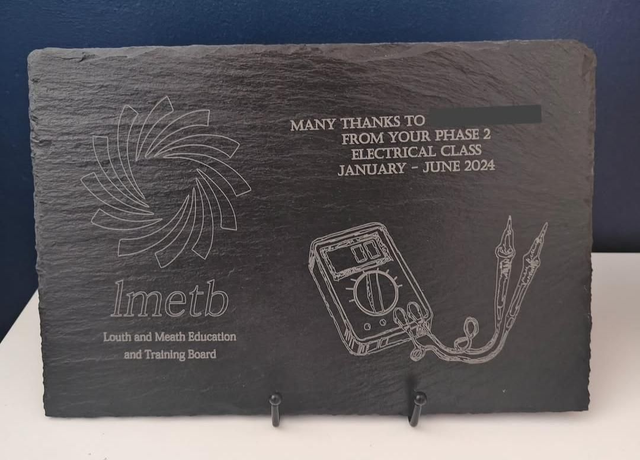 MANY THANKS TO
FROM YOUR PHASE 2
ELECTRICAL CLASS
JANUARY - JUNE 2024
lmetb
Louth and Meath Education
and Training Board